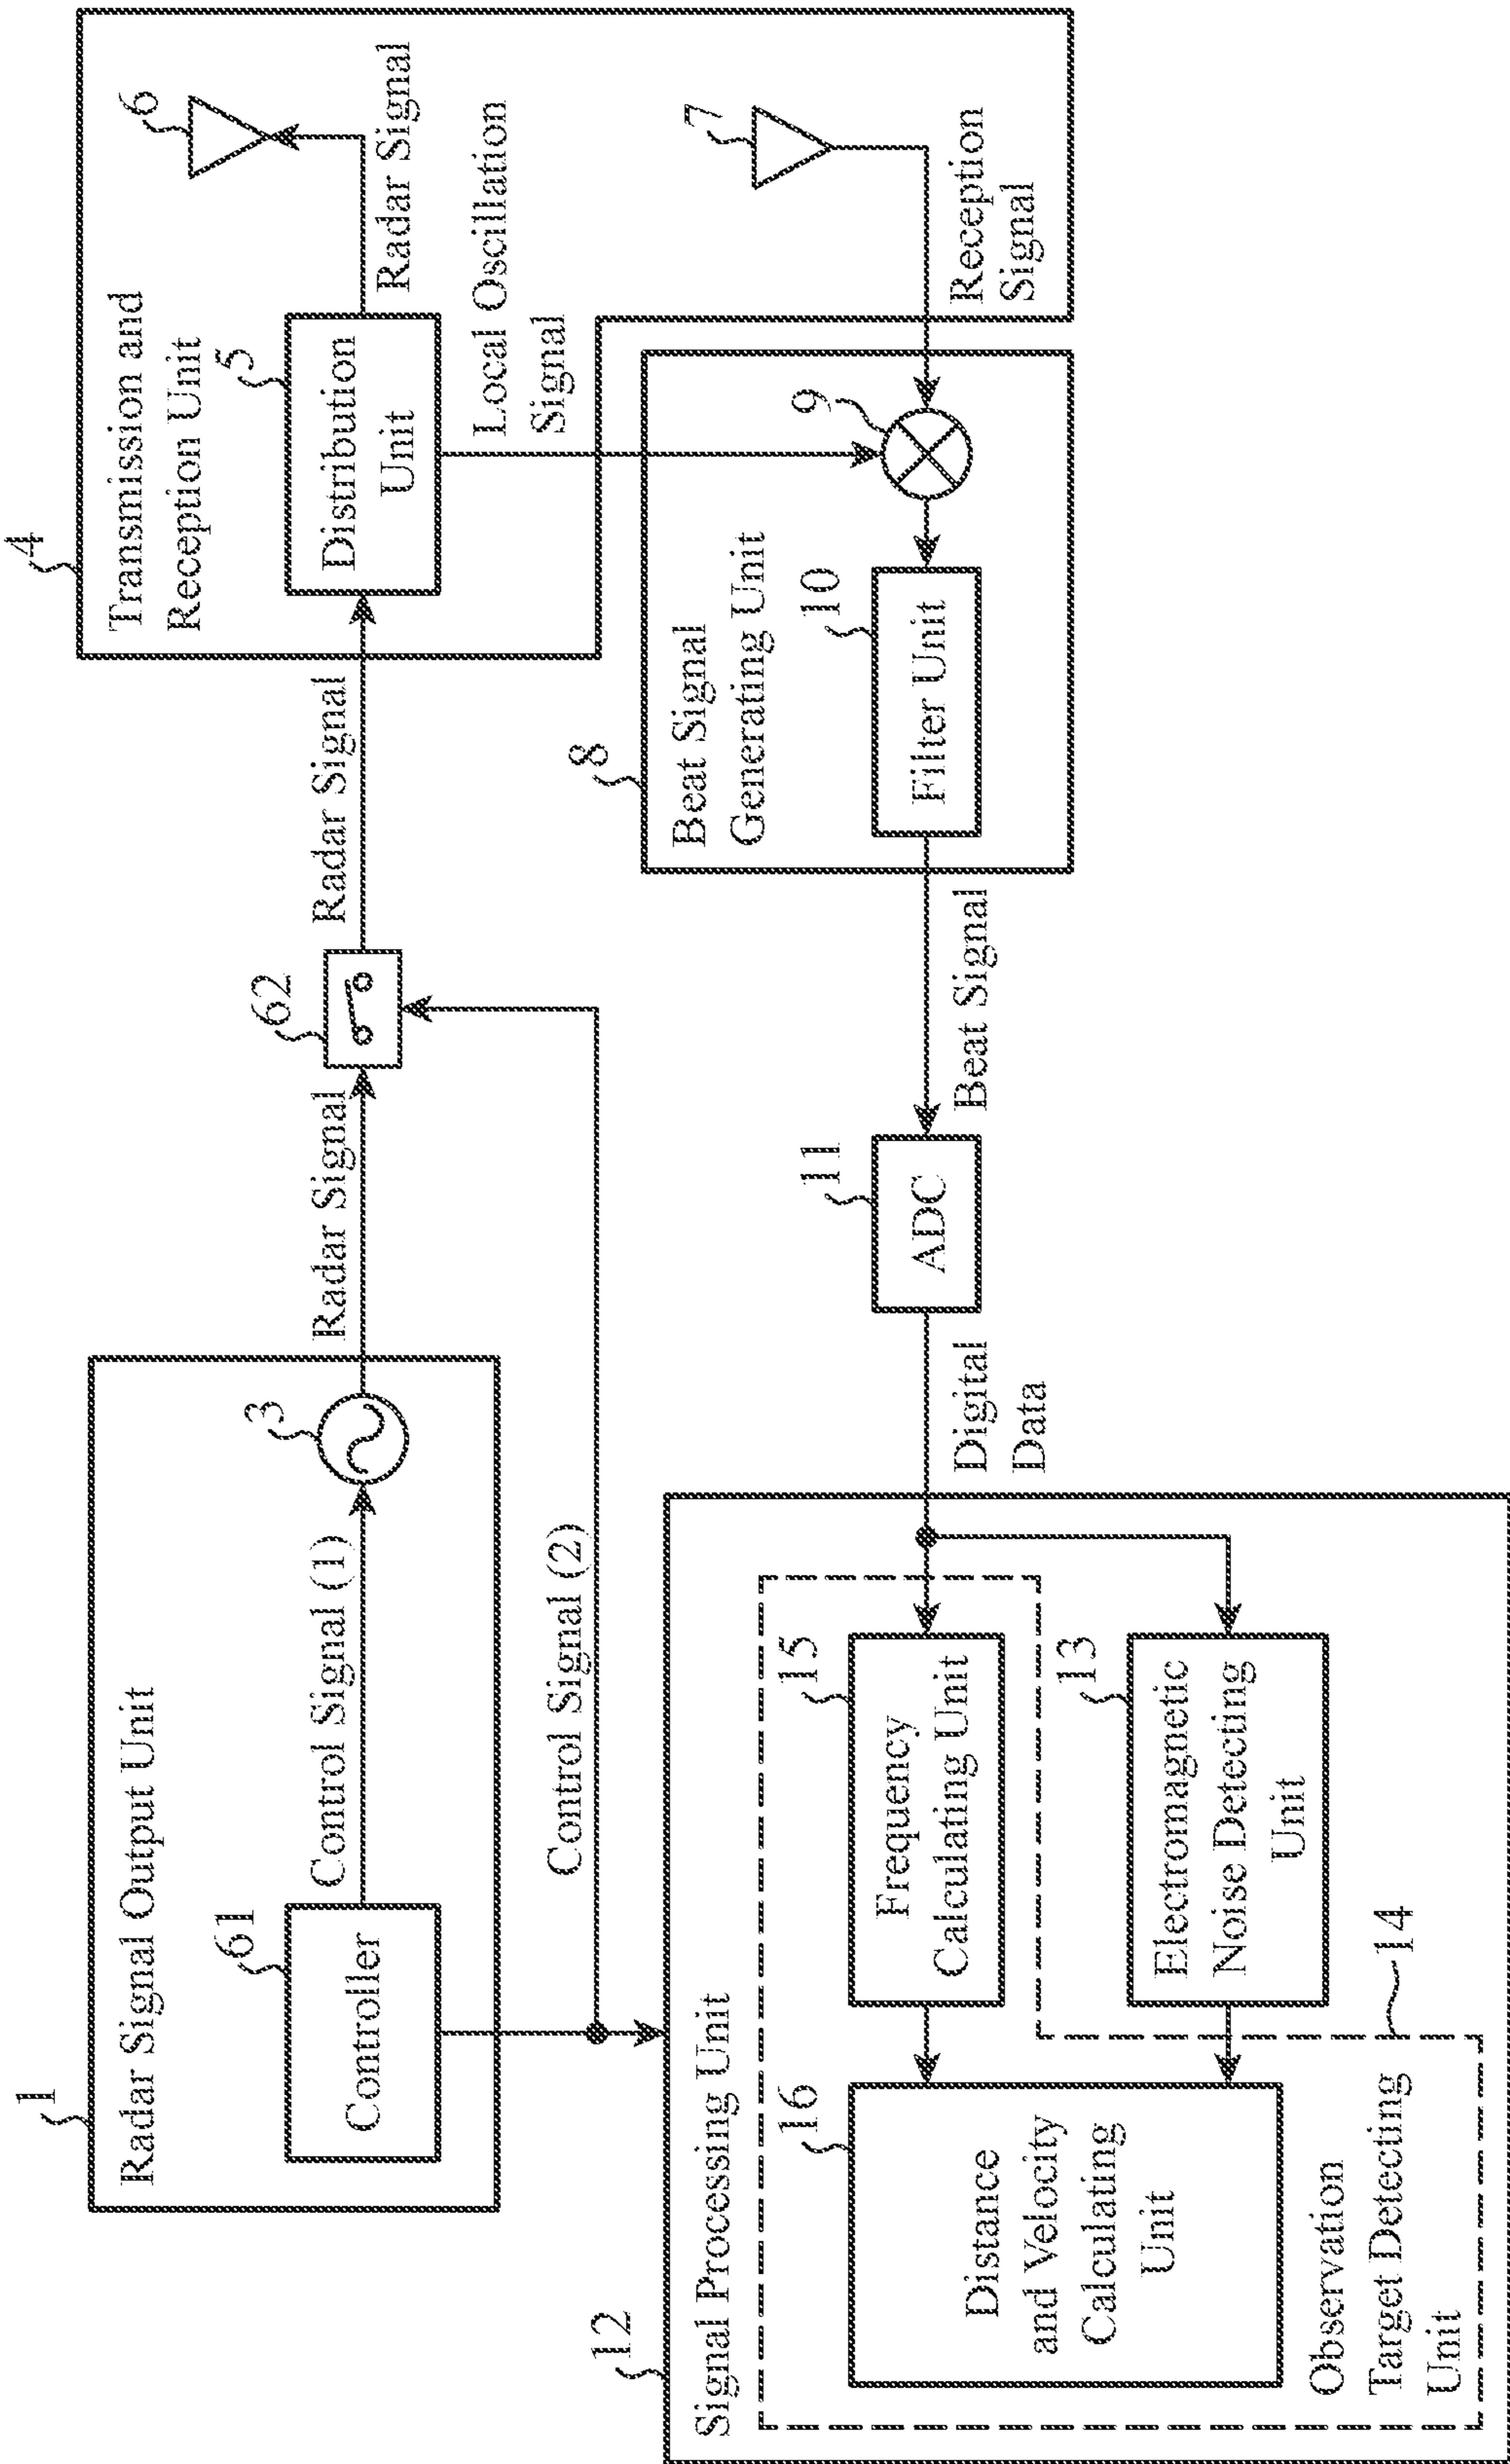 1
Radar Signal Output Unit
61
Controller
Control Signal (1)
3
Radar Signal
62
Radar Signal
4
Transmission and
Reception Unit
5
Distribution
Unit
6
Radar Signal
Local Oscillation
Signal
7
Reception
Signal
Control Signal (2)
8
Beat Signal
Generating Unit
9
10
Filter Unit
Beat Signal
11
ADC
Digital
Data
12
Signal Processing Unit
15
Frequency
Calculating Unit
13
Electromagnetic
Noise Detecting
Unit
16
Distance
and Velocity
Calculating
Unit
14
Observation
Target Detecting
Unit